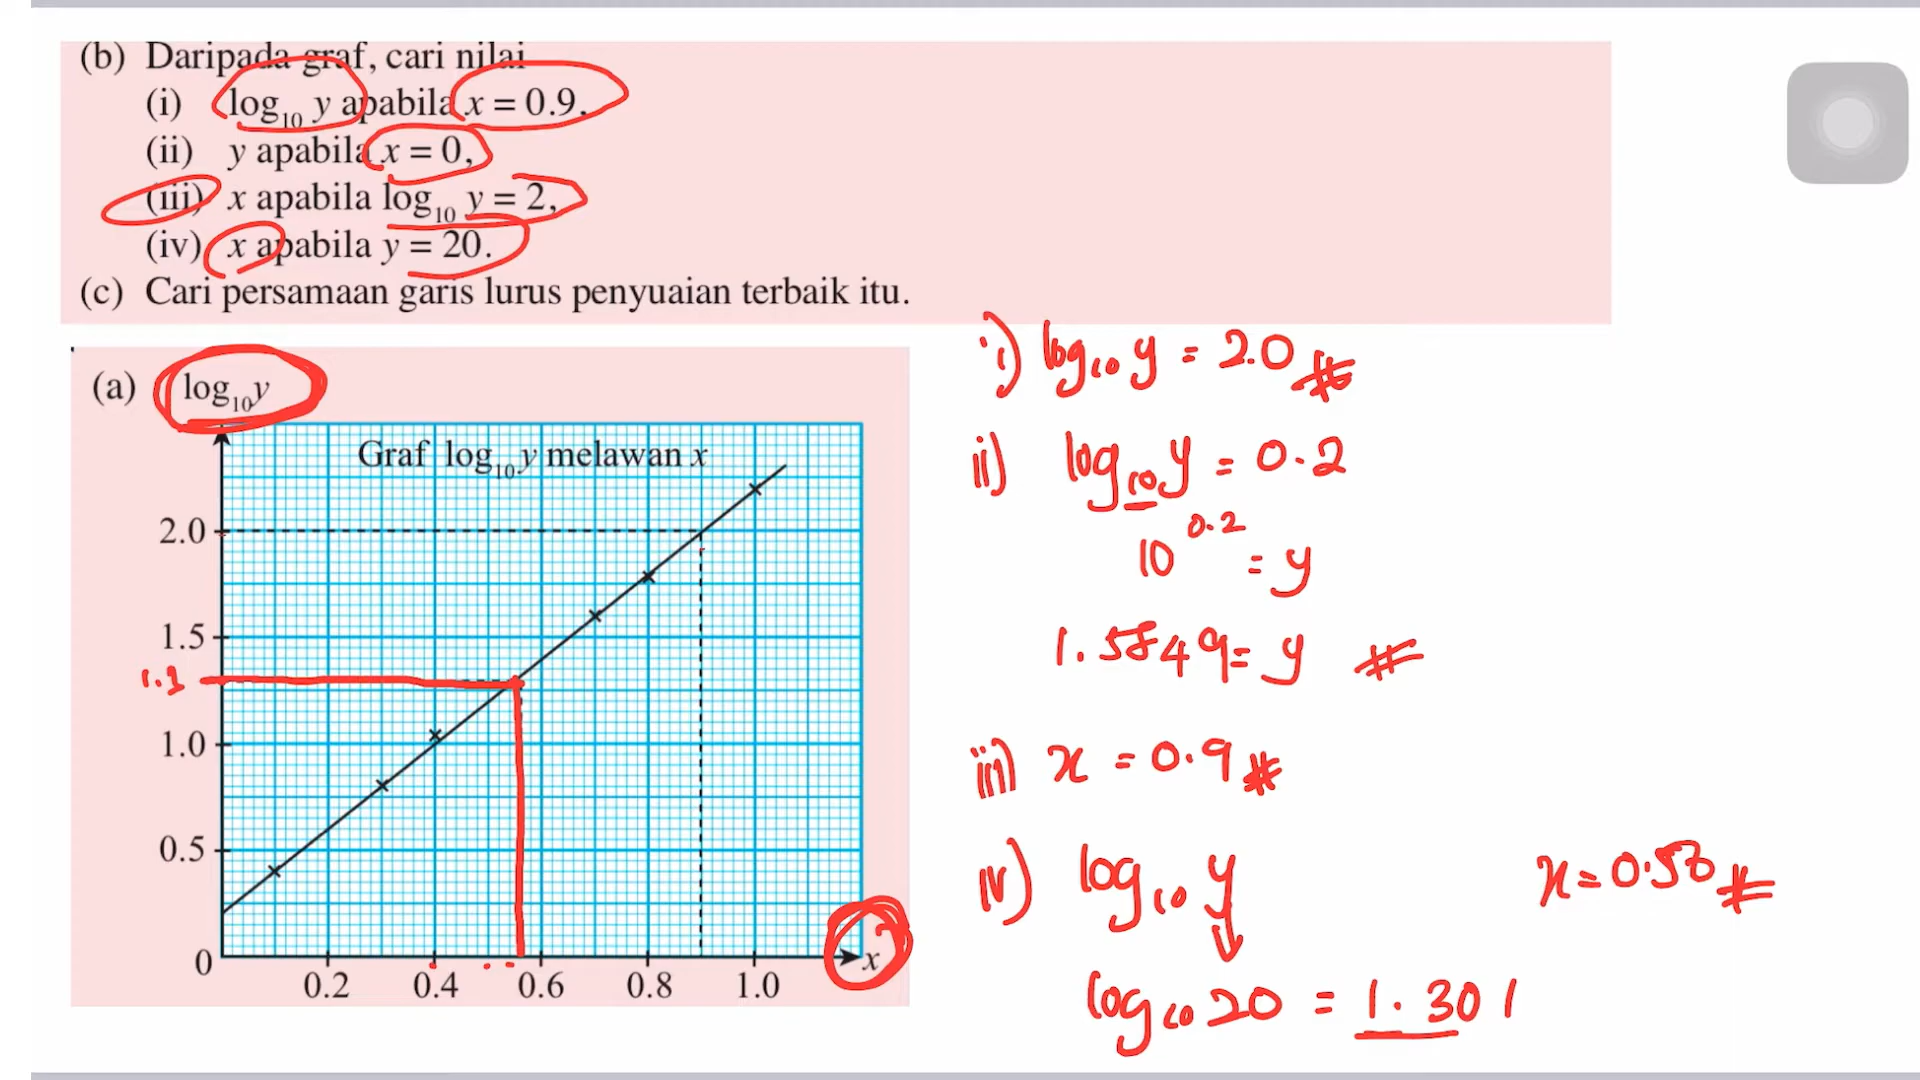 (b) Daripada graf, cari nilai
(i) log₁₀ y apabila x = 0.9,
(ii) y apabila x = 0,
(iii) x apabila log₁₀ y = 2,
(iv) x apabila y = 20.
(c) Cari persamaan garis lurus penyuaian terbaik itu.
(a) log₁₀y
Graf log₁₀y melawan x
2.0
1.5
1.3
1.0
0.5
0
0.2 0.4 0.6 0.8 1.0
x
i) log₁₀ y = 2.0
ii) log₁₀ y = 0.2
10^0.2 = y
1.5849 = y
iii) x = 0.9
iv) log₁₀ y
log₁₀ 20 = 1.301